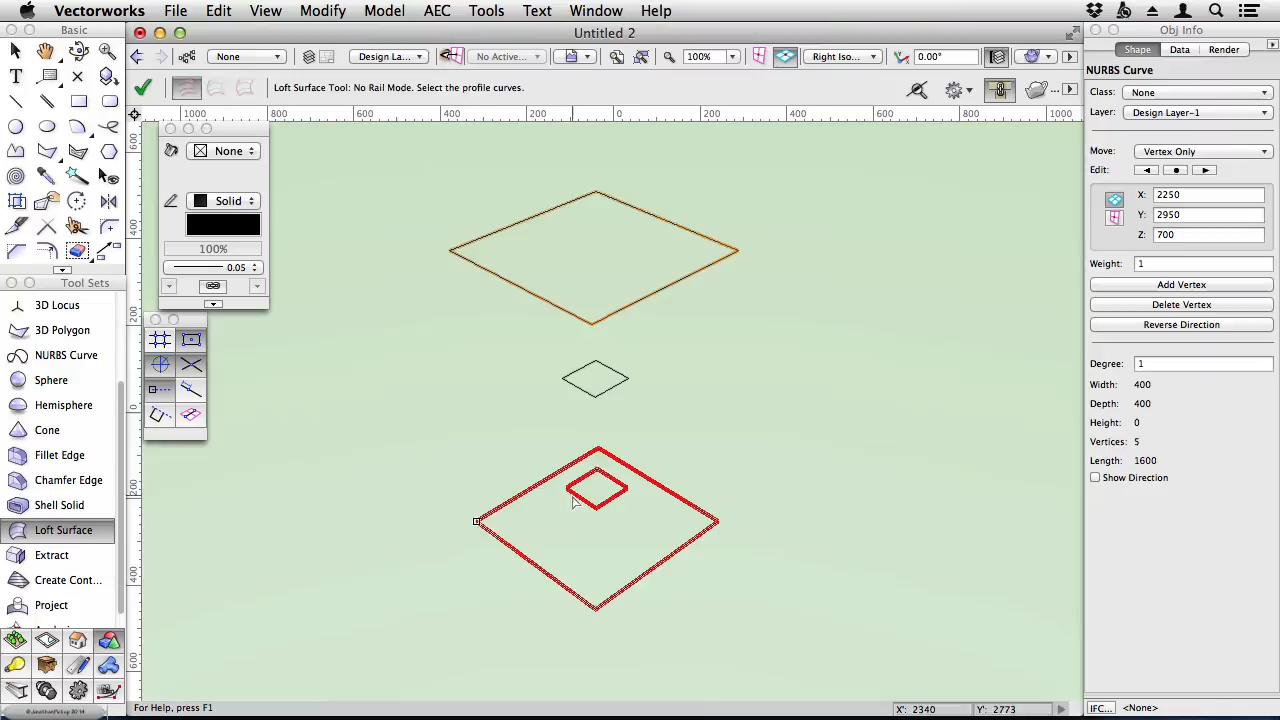 Vectorworks File Edit View Modify Model AEC Tools Text Window Help
Basic
Untitled 2
Obj Info
None
Design La...
No Active...
100%
Right Iso...
0.00°
Shape Data Render
Loft Surface Tool: No Rail Mode. Select the profile curves.
NURBS Curve
Class: None
Layer: Design Layer-1
1000 800 400 200 0 200 400 600 800 1000
600
400
200
0
200
400
600
None
Solid
100%
0.05
Move: Vertex Only
Edit:
X: 2250
Y: 2950
Z: 700
Weight: 1
Add Vertex
Delete Vertex
Reverse Direction
Degree: 1
Width: 400
Depth: 400
Height: 0
Vertices: 5
Length: 1600
Show Direction
Tool Sets
3D Locus
3D Polygon
NURBS Curve
Sphere
Hemisphere
Cone
Fillet Edge
Chamfer Edge
Shell Solid
Loft Surface
Extract
Create Cont...
Project
For Help, press F1
X: 2340 Y: 2773
IFC... <None>